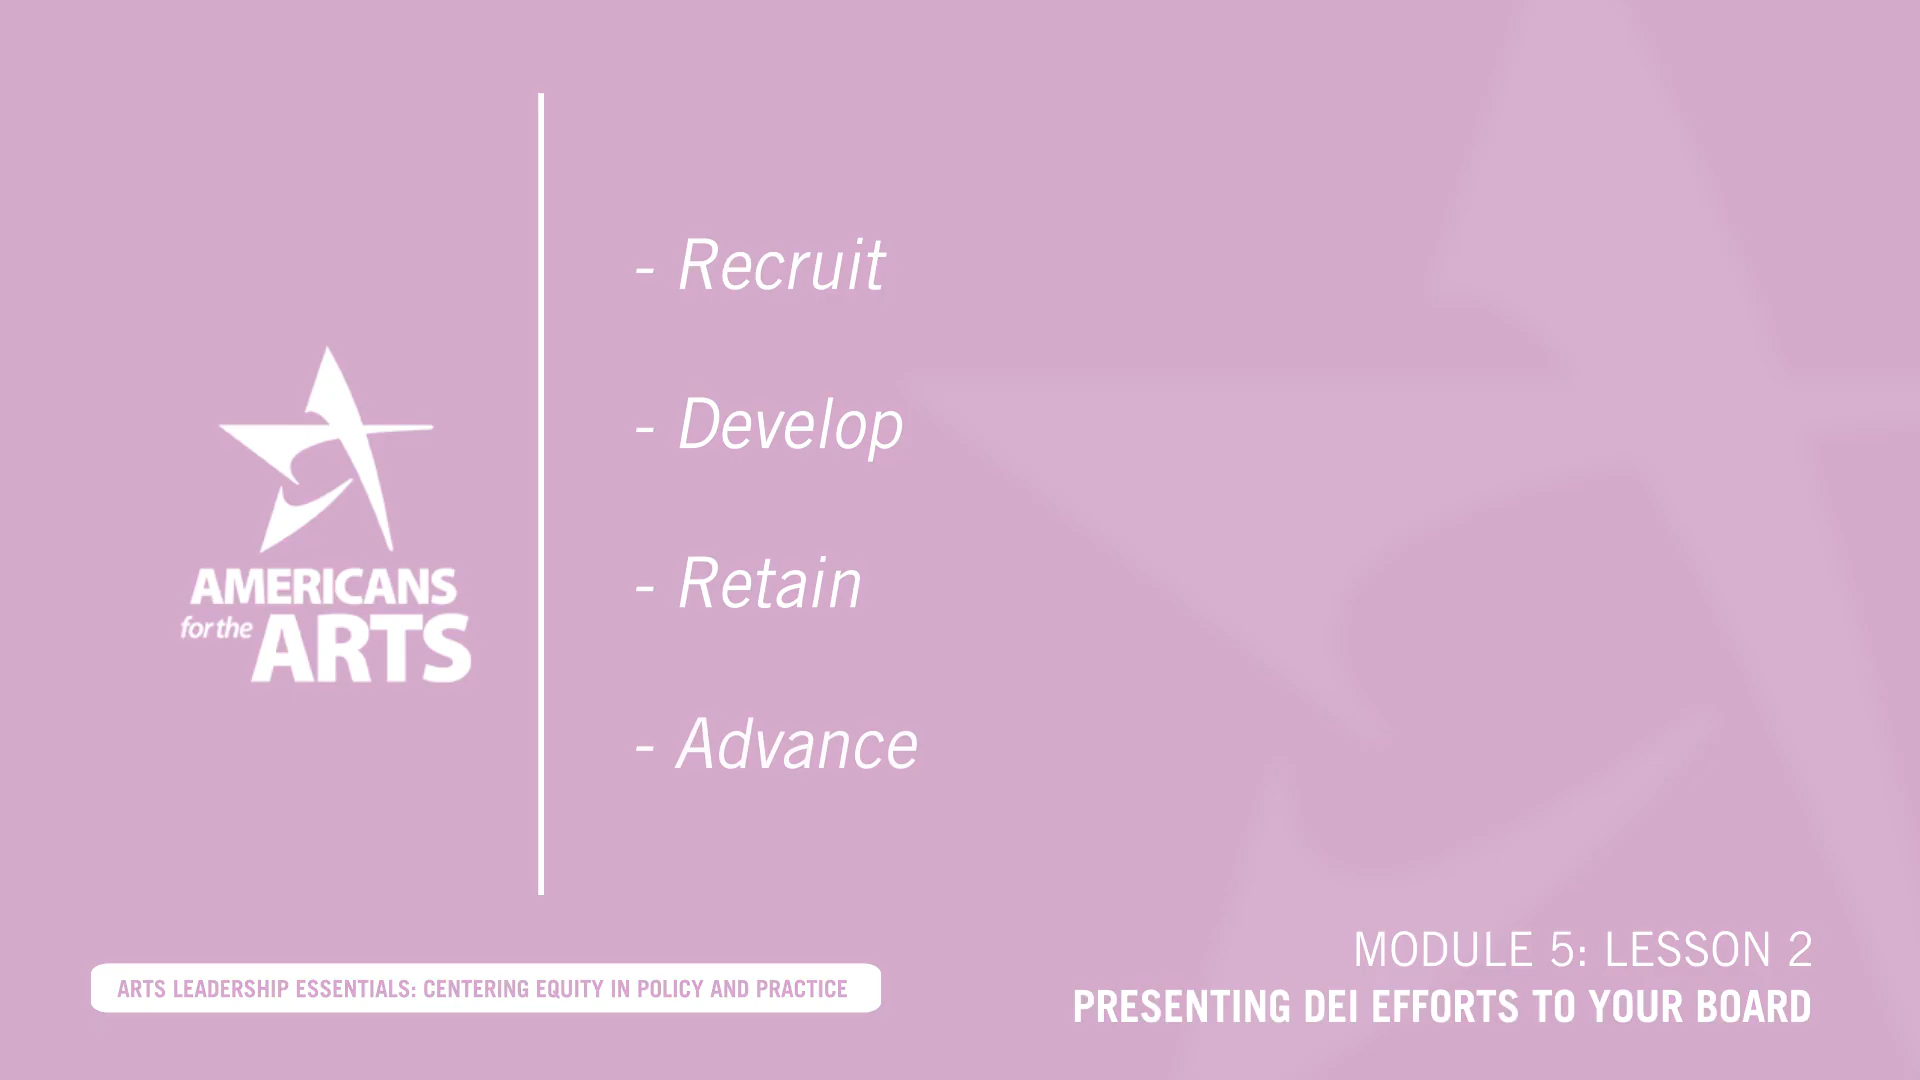 - Recruit
- Develop
- Retain
- Advance
AMERICANS
for the ARTS
ARTS LEADERSHIP ESSENTIALS: CENTERING EQUITY IN POLICY AND PRACTICE
MODULE 5: LESSON 2
PRESENTING DEI EFFORTS TO YOUR BOARD